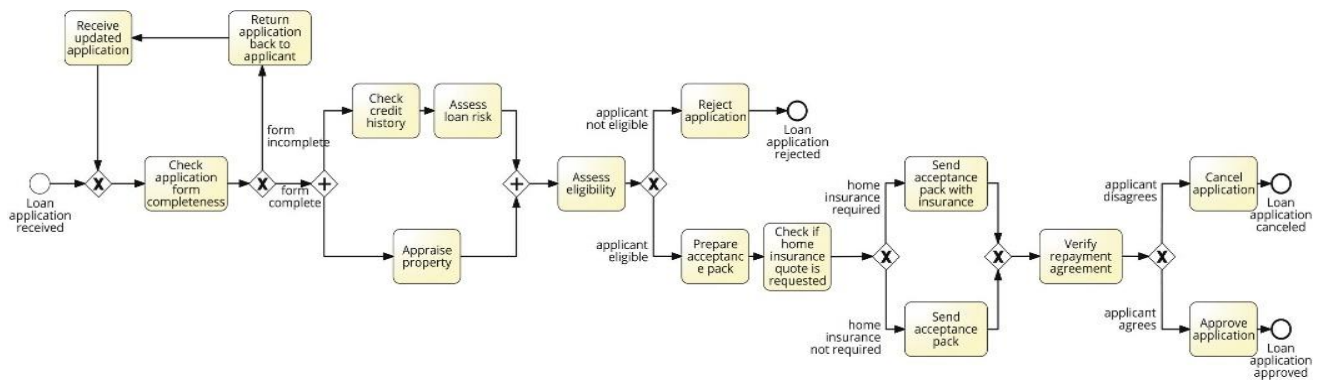 Receive
updated
application
Return
application
back to
applicant
Check
credit
history
Assess
loan risk
form
incomplete
Loan
application
received
Check
application
form
completeness
form
complete
Appraise
property
Assess
eligibility
applicant
not eligible
Reject
application
Loan
application
rejected
applicant
eligible
Prepare
acceptanc
e pack
Check if
home
insurance
quote is
requested
home
insurance
required
Send
acceptance
pack with
insurance
home
insurance
not required
Send
acceptance
pack
Verify
repayment
agreement
applicant
disagrees
Cancel
application
Loan
application
canceled
applicant
agrees
Approve
application
Loan
application
approved